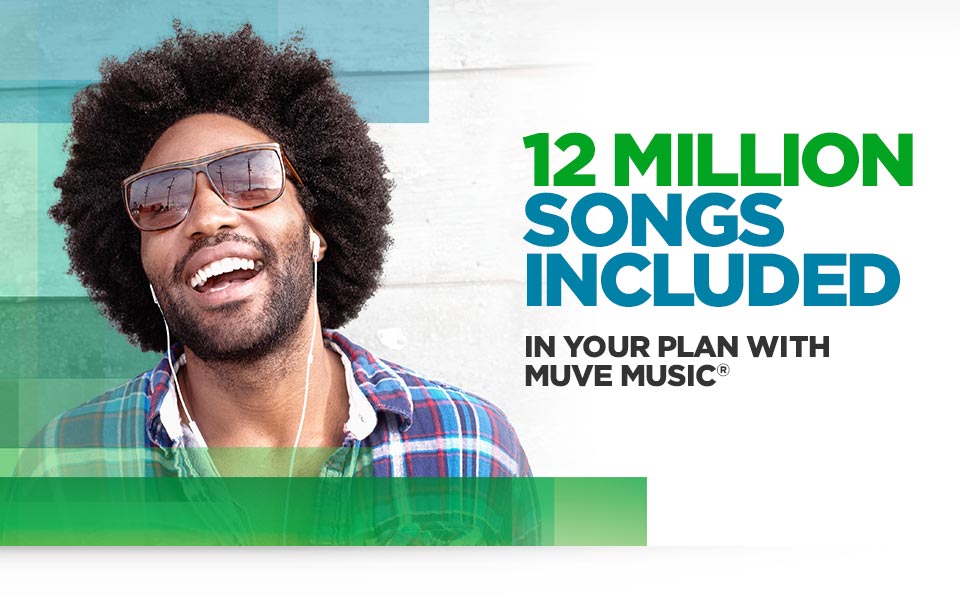 12 MILLION
SONGS
INCLUDED
IN YOUR PLAN WITH
MUVE MUSIC®